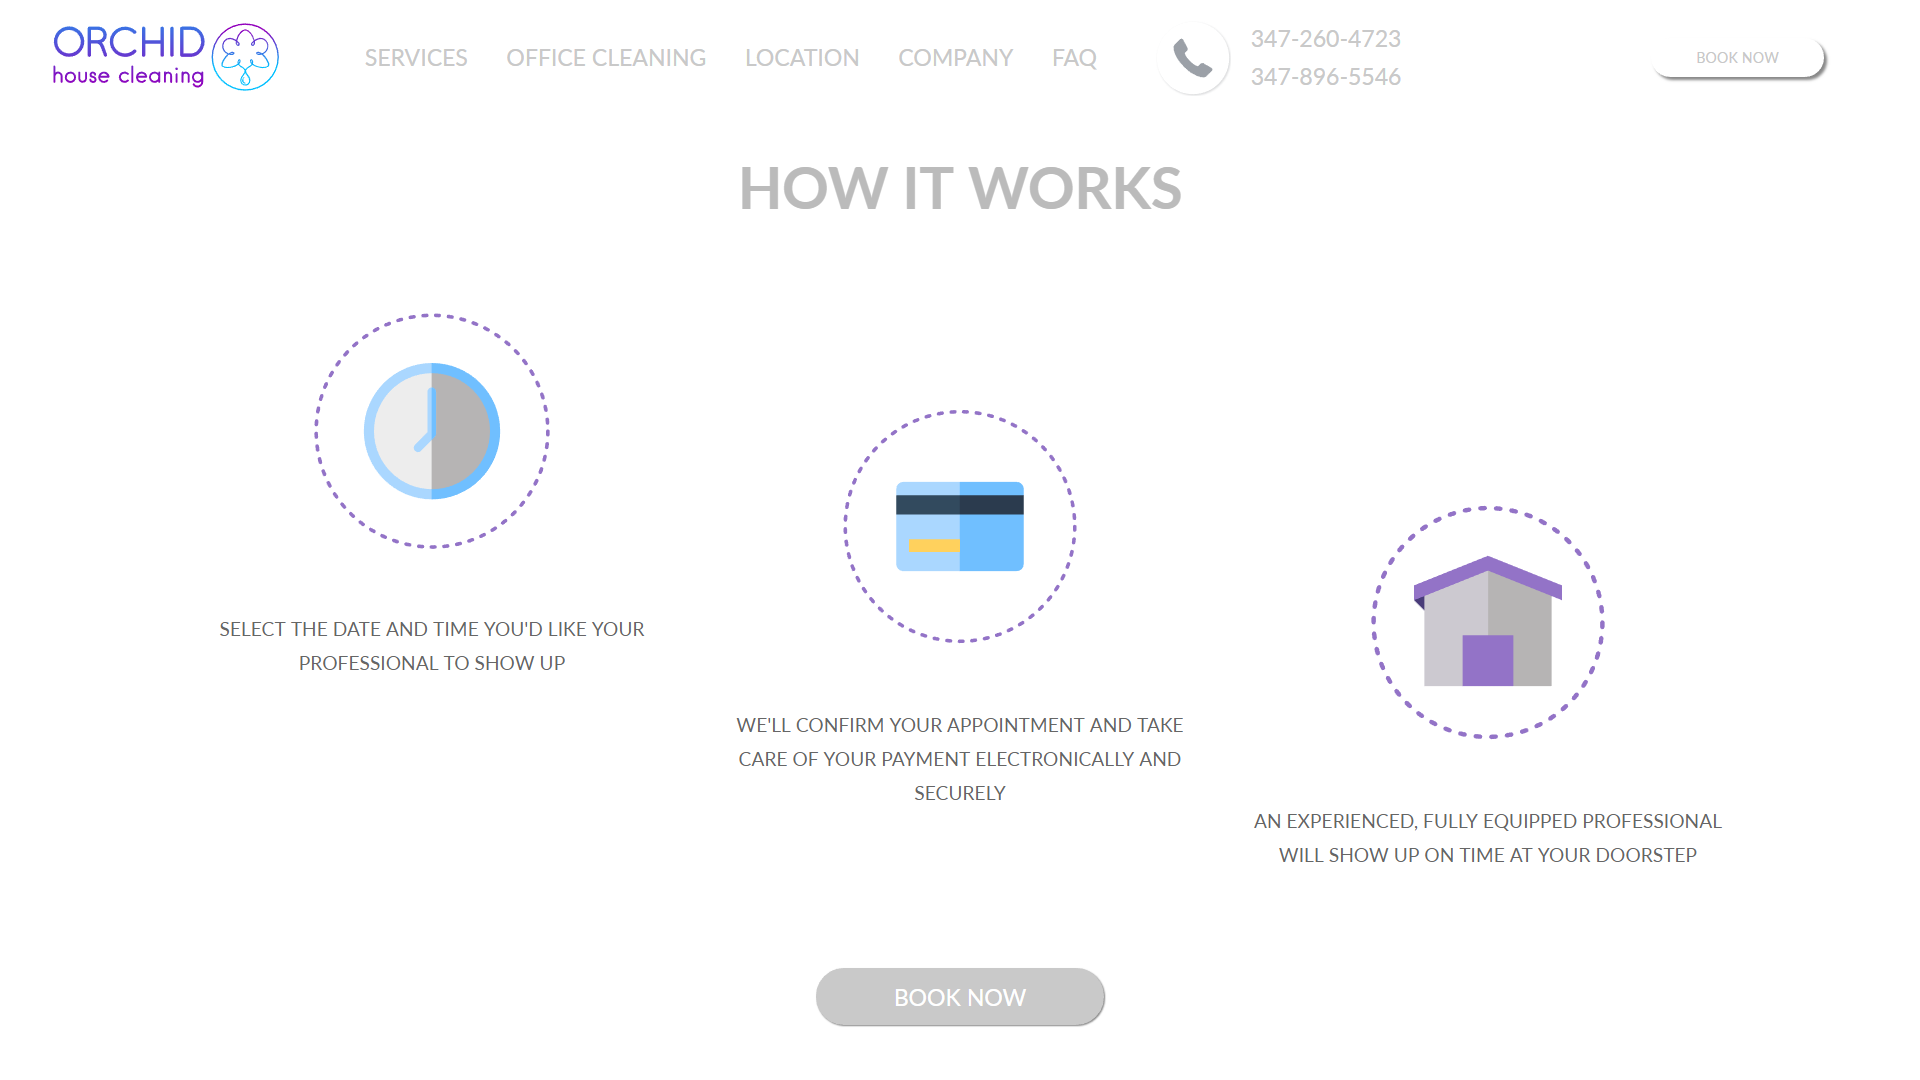 ORCHID
house cleaning
SERVICES
OFFICE CLEANING
LOCATION
COMPANY
FAQ
347-260-4723
347-896-5546
BOOK NOW
HOW IT WORKS
SELECT THE DATE AND TIME YOU'D LIKE YOUR
PROFESSIONAL TO SHOW UP
WE'LL CONFIRM YOUR APPOINTMENT AND TAKE
CARE OF YOUR PAYMENT ELECTRONICALLY AND
SECURELY
AN EXPERIENCED, FULLY EQUIPPED PROFESSIONAL
WILL SHOW UP ON TIME AT YOUR DOORSTEP
BOOK NOW